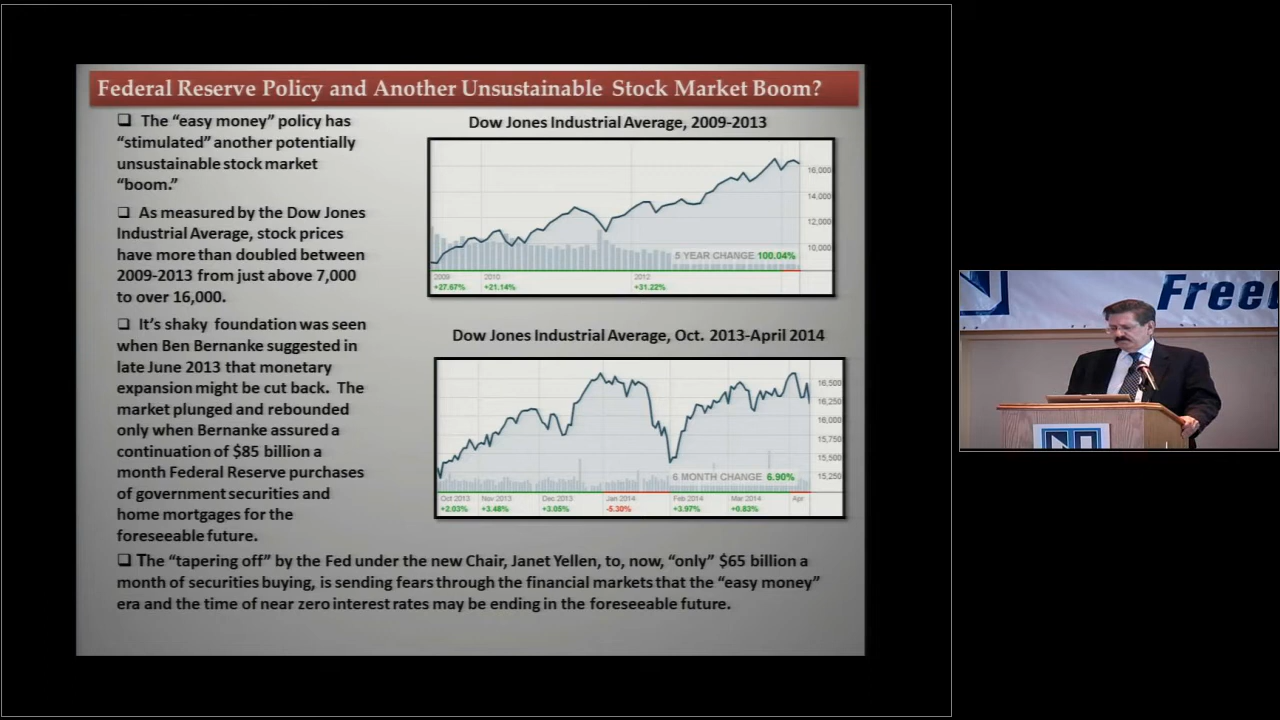 Federal Reserve Policy and Another Unsustainable Stock Market Boom?
❑ The “easy money” policy has
“stimulated” another potentially
unsustainable stock market
“boom.”
❑ As measured by the Dow Jones
Industrial Average, stock prices
have more than doubled between
2009-2013 from just above 7,000
to over 16,000.
❑ It’s shaky foundation was seen
when Ben Bernanke suggested in
late June 2013 that monetary
expansion might be cut back. The
market plunged and rebounded
only when Bernanke assured a
continuation of $85 billion a
month Federal Reserve purchases
of government securities and
home mortgages for the
foreseeable future.
Dow Jones Industrial Average, 2009-2013
16,000
14,000
12,000
10,000
5 YEAR CHANGE 100.04%
2009 2010 2012
+27.67% +21.14% +31.22%
Dow Jones Industrial Average, Oct. 2013-April 2014
16,500
16,250
16,000
15,750
15,500
15,250
6 MONTH CHANGE 6.90%
Oct 2013 Nov 2013 Dec 2013 Jan 2014 Feb 2014 Mar 2014 Apr
+2.03% +3.48% +3.05% -5.30% +3.97% +0.83%
❑ The “tapering off” by the Fed under the new Chair, Janet Yellen, to, now, “only” $65 billion a
month of securities buying, is sending fears through the financial markets that the “easy money”
era and the time of near zero interest rates may be ending in the foreseeable future.
Free